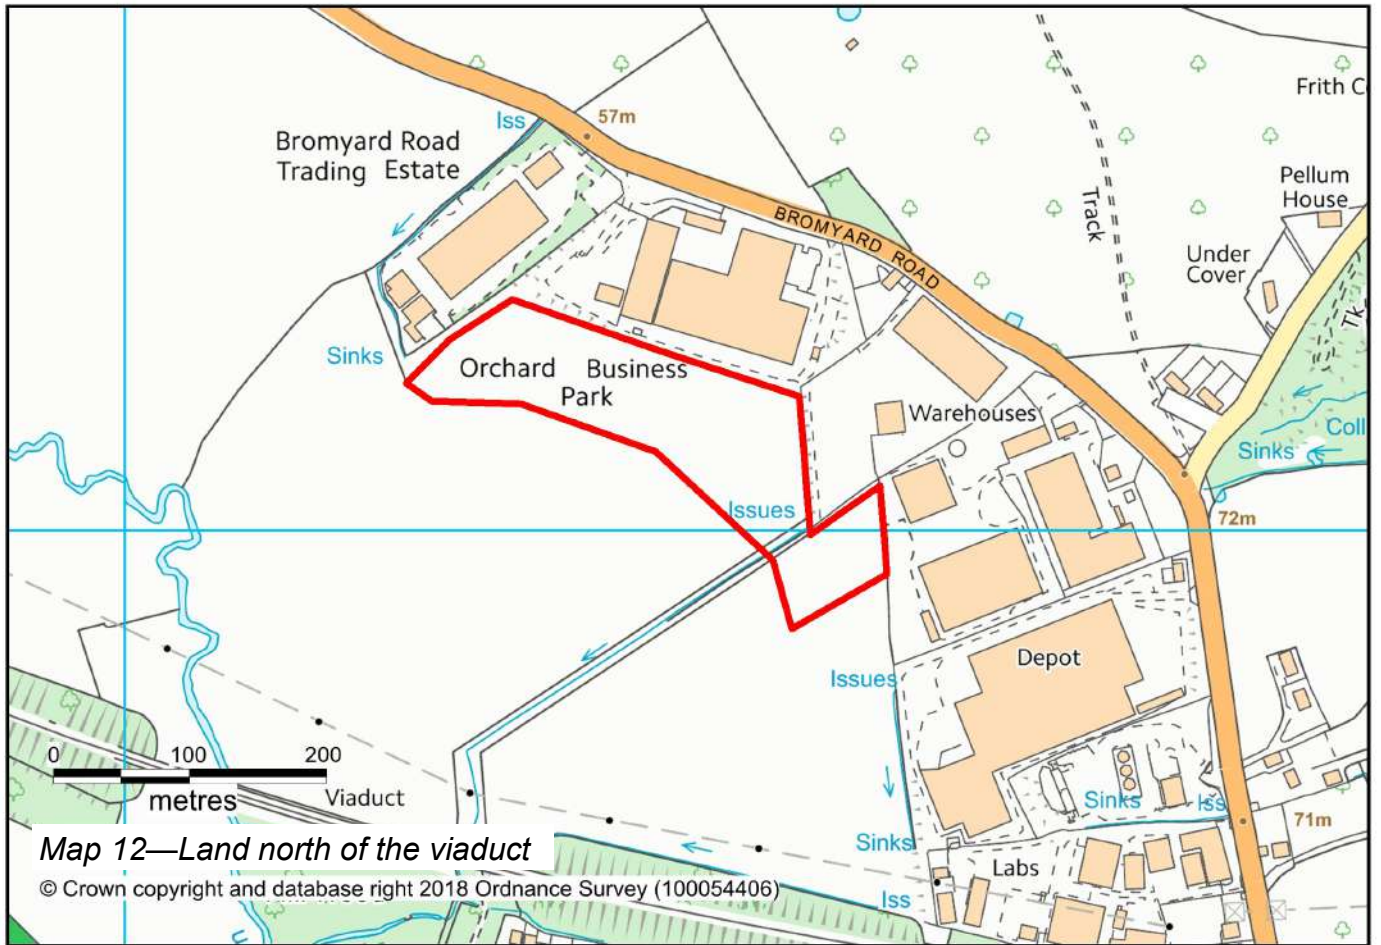 Frith C
Iss
57m
Bromyard Road
Trading Estate
Pellum
House
BROMYARD ROAD
Track
Under
Cover
Tk
Sinks
Orchard Business
Park
Warehouses
Coll
Sinks
Issues
72m
Depot
Issues
0 100 200
metres
Viaduct
Sinks
Iss
71m
Sinks
Map 12—Land north of the viaduct
Labs
© Crown copyright and database right 2018 Ordnance Survey (100054406)
Iss